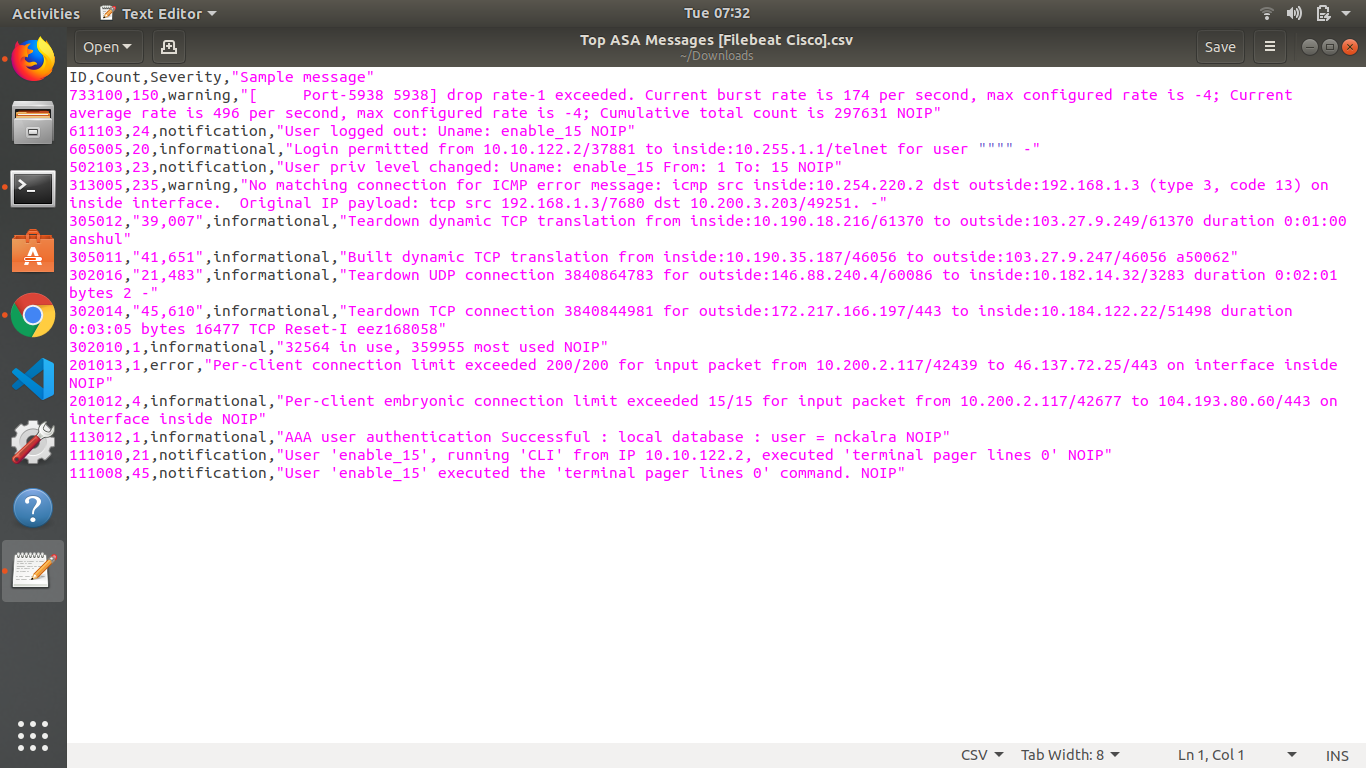 Activities Text Editor Tue 07:32
Open Top ASA Messages [Filebeat Cisco].csv Save
~/Downloads
ID,Count,Severity,"Sample message"
733100,150,warning,"[     Port-5938 5938] drop rate-1 exceeded. Current burst rate is 174 per second, max configured rate is -4; Current
average rate is 496 per second, max configured rate is -4; Cumulative total count is 297631 NOIP"
611103,24,notification,"User logged out: Uname: enable_15 NOIP"
605005,20,informational,"Login permitted from 10.10.122.2/37881 to inside:10.255.1.1/telnet for user """" -"
502103,23,notification,"User priv level changed: Uname: enable_15 From: 1 To: 15 NOIP"
313005,235,warning,"No matching connection for ICMP error message: icmp src inside:10.254.220.2 dst outside:192.168.1.3 (type 3, code 13) on
inside interface.  Original IP payload: tcp src 192.168.1.3/7680 dst 10.200.3.203/49251. -"
305012,"39,007",informational,"Teardown dynamic TCP translation from inside:10.190.18.216/61370 to outside:103.27.9.249/61370 duration 0:01:00
anshul"
305011,"41,651",informational,"Built dynamic TCP translation from inside:10.190.35.187/46056 to outside:103.27.9.247/46056 a50062"
302016,"21,483",informational,"Teardown UDP connection 3840864783 for outside:146.88.240.4/60086 to inside:10.182.14.32/3283 duration 0:02:01
bytes 2 -"
302014,"45,610",informational,"Teardown TCP connection 3840844981 for outside:172.217.166.197/443 to inside:10.184.122.22/51498 duration
0:03:05 bytes 16477 TCP Reset-I eez168058"
302010,1,informational,"32564 in use, 359955 most used NOIP"
201013,1,error,"Per-client connection limit exceeded 200/200 for input packet from 10.200.2.117/42439 to 46.137.72.25/443 on interface inside
NOIP"
201012,4,informational,"Per-client embryonic connection limit exceeded 15/15 for input packet from 10.200.2.117/42677 to 104.193.80.60/443 on
interface inside NOIP"
113012,1,informational,"AAA user authentication Successful : local database : user = nckalra NOIP"
111010,21,notification,"User 'enable_15', running 'CLI' from IP 10.10.122.2, executed 'terminal pager lines 0' NOIP"
111008,45,notification,"User 'enable_15' executed the 'terminal pager lines 0' command. NOIP"
CSV Tab Width: 8 Ln 1, Col 1 INS